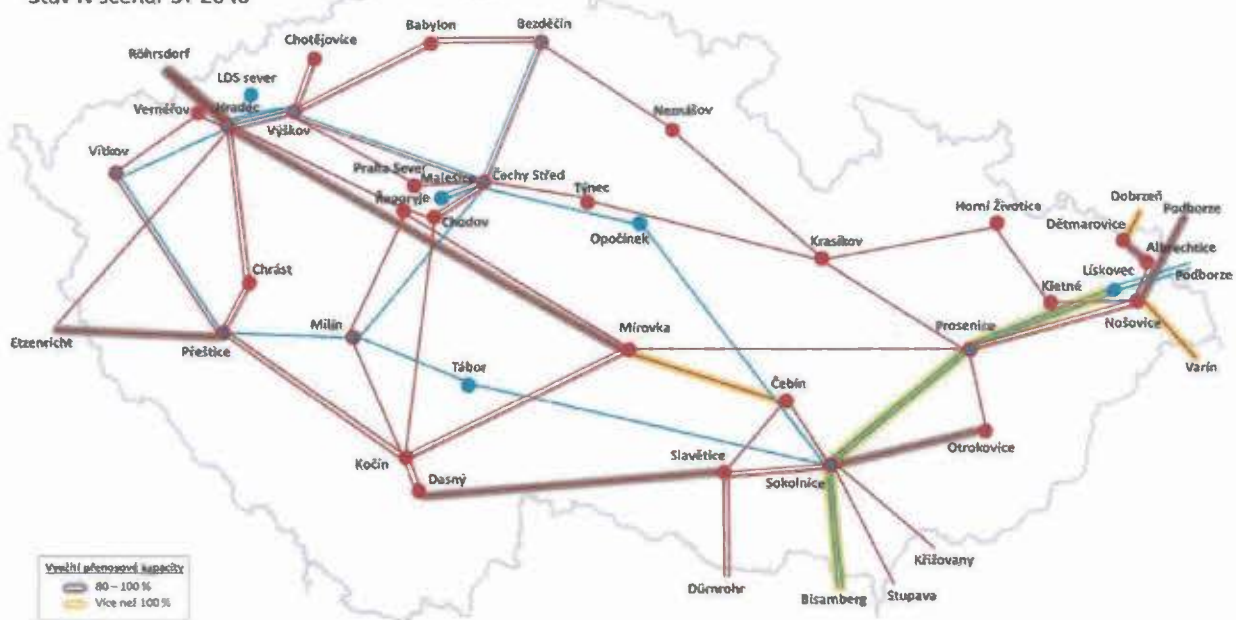 Babylon
Bezděčín
Chotějovice
Röhrsdorf
LDS sever
Vernéřov
Hradec
Výškov
Nemášov
Vítkov
Praha Sever
Malešice
Čechy Střed
Týnec
Řeporyje
Chodov
Opočínek
Horní Životice
Dobrzeń
Podborze
Dětmarovice
Albrechtice
Krasíkov
Lískovec
Podborze
Kletné
Chrást
Nošovice
Etzenricht
Přeštice
Milín
Mírovka
Prosenice
Varín
Tábor
Čebín
Otrokovice
Kočín
Dasný
Slavětice
Sokolnice
Křižovany
Dürnrohr
Bisamberg
Stupava
Využití přenosové kapacity
80 – 100 %
Více než 100 %